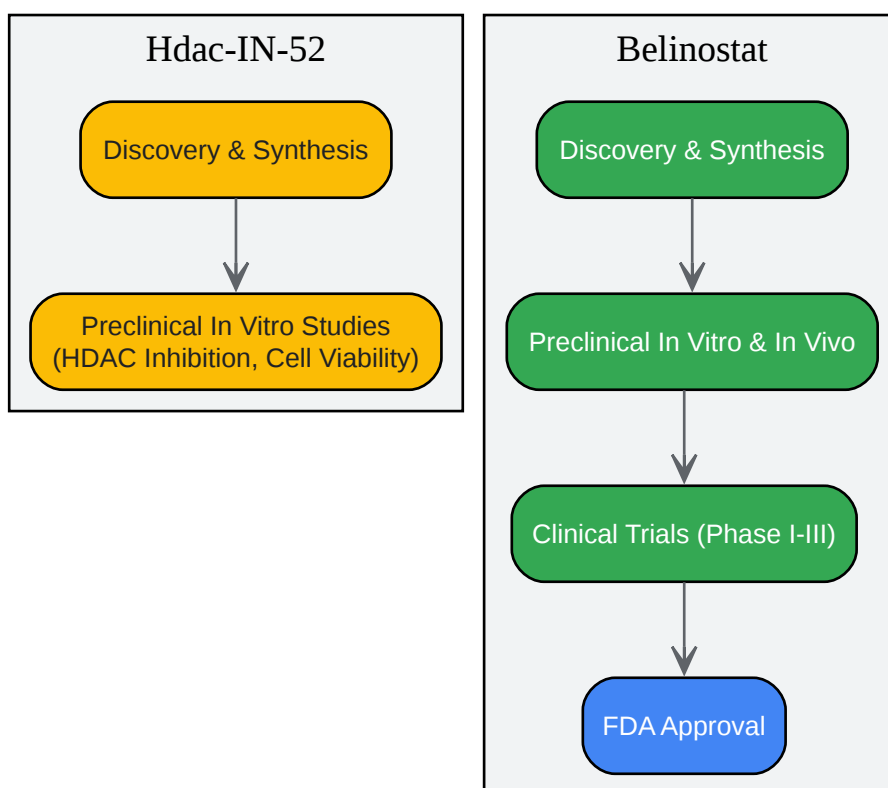 Hdac-IN-52
Discovery & Synthesis
Preclinical In Vitro Studies
(HDAC Inhibition, Cell Viability)
Belinostat
Discovery & Synthesis
Preclinical In Vitro & In Vivo
Clinical Trials (Phase I-III)
FDA Approval